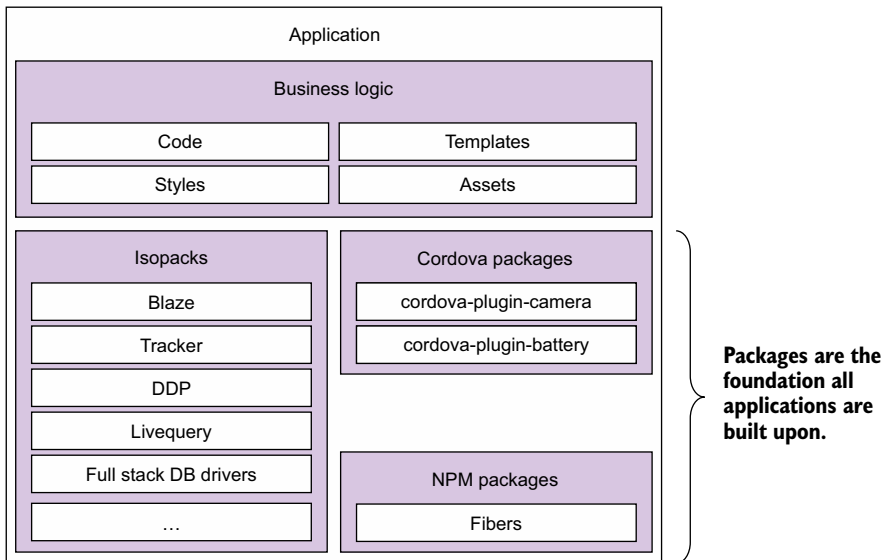 Application
Business logic
Code
Templates
Styles
Assets
Isopacks
Blaze
Tracker
DDP
Livequery
Full stack DB drivers
…
Cordova packages
cordova-plugin-camera
cordova-plugin-battery
NPM packages
Fibers
Packages are the
foundation all
applications are
built upon.